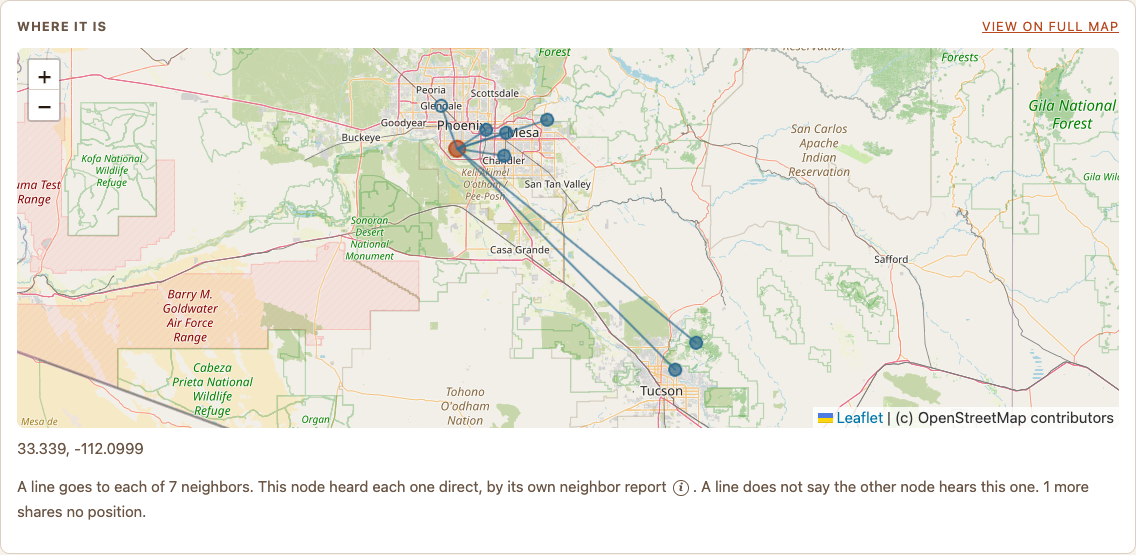 WHERE IT IS
VIEW ON FULL MAP
+
−
Forest
Forests
Peoria
Scottsdale
Glendale
Gila National
Forest
Goodyear
Phoenix
Mesa
Buckeye
San Carlos
Apache
Indian
Reservation
Kofa National
Wildlife
Refuge
Chandler
O'odham
Pee-Posh
San Tan Valley
Gila Wild
uma Test
Range
Sonoran
Desert
National
Monument
Casa Grande
Safford
Barry M.
Goldwater
Air Force
Range
Cabeza
Prieta National
Wildlife
Refuge
Tohono
O'odham
Nation
Tucson
Mesa de
Organ
Leaflet | (c) OpenStreetMap contributors
33.339, -112.0999
A line goes to each of 7 neighbors. This node heard each one direct, by its own neighbor report i . A line does not say the other node hears this one. 1 more
shares no position.